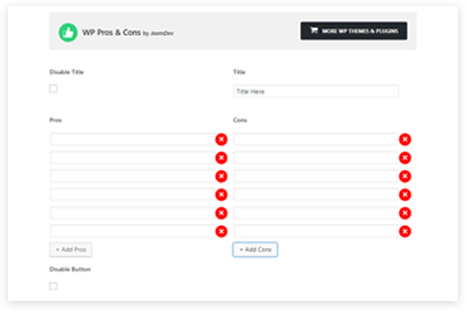 WP Pros & Cons by JoomDev
MORE WP THEMES & PLUGINS
Disable Title
Title
Title Here
Pros
Cons
+ Add Pros
+ Add Cons
Disable Button